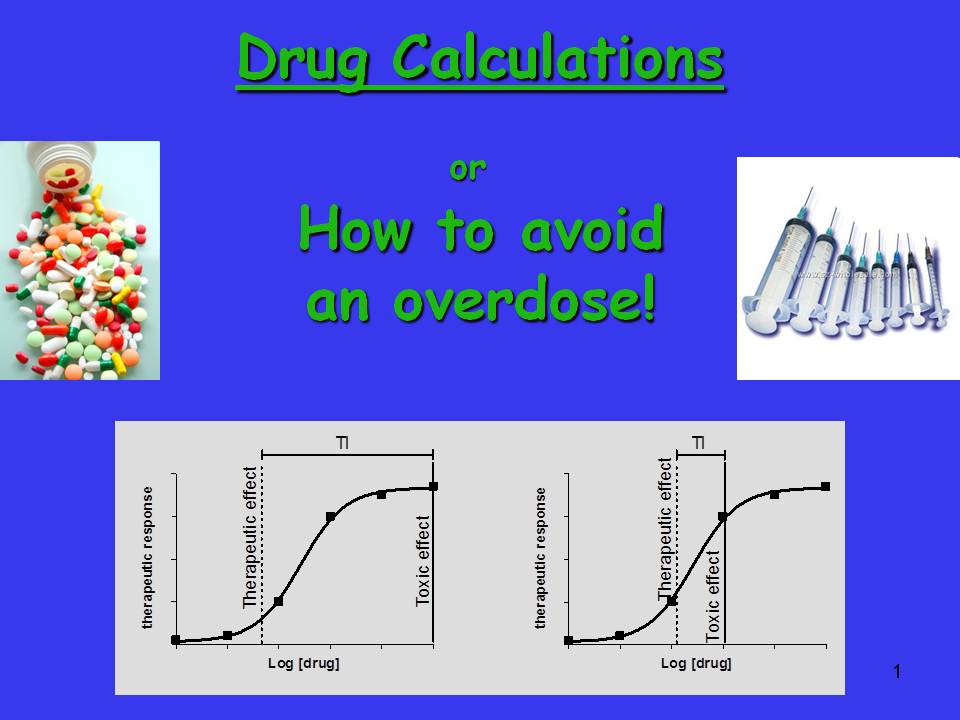 Drug Calculations
or
How to avoid
an overdose!
TI
therapeutic response
Therapeutic effect
Toxic effect
Log [drug]
TI
therapeutic response
Therapeutic effect
Toxic effect
Log [drug]
1